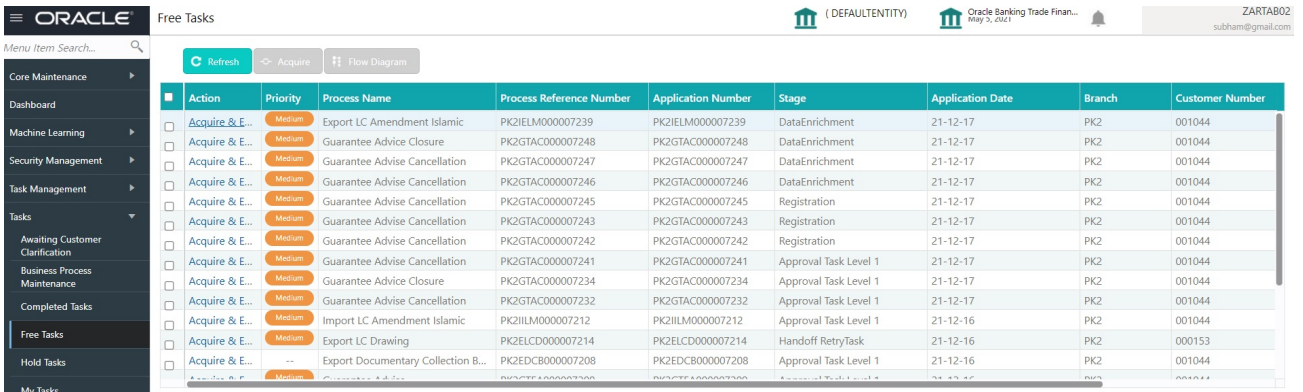 ORACLE
Free Tasks
( DEFAULTENTITY)
Oracle Banking Trade Finan...
May 5, 2021
ZARTAB02
subham@gmail.com
Menu Item Search...
Core Maintenance
Dashboard
Machine Learning
Security Management
Task Management
Tasks
Awaiting Customer
Clarification
Business Process
Maintenance
Completed Tasks
Free Tasks
Hold Tasks
My Tasks
Refresh Acquire Flow Diagram
Action Priority Process Name Process Reference Number Application Number Stage Application Date Branch Customer Number
Acquire & E... Medium Export LC Amendment Islamic PK2IELM000007239 PK2IELM000007239 DataEnrichment 21-12-17 PK2 001044
Acquire & E... Medium Guarantee Advice Closure PK2GTAC000007248 PK2GTAC000007248 DataEnrichment 21-12-17 PK2 001044
Acquire & E... Medium Guarantee Advise Cancellation PK2GTAC000007247 PK2GTAC000007247 DataEnrichment 21-12-17 PK2 001044
Acquire & E... Medium Guarantee Advise Cancellation PK2GTAC000007246 PK2GTAC000007246 DataEnrichment 21-12-17 PK2 001044
Acquire & E... Medium Guarantee Advise Cancellation PK2GTAC000007245 PK2GTAC000007245 Registration 21-12-17 PK2 001044
Acquire & E... Medium Guarantee Advise Cancellation PK2GTAC000007243 PK2GTAC000007243 Registration 21-12-17 PK2 001044
Acquire & E... Medium Guarantee Advise Cancellation PK2GTAC000007242 PK2GTAC000007242 Registration 21-12-17 PK2 001044
Acquire & E... Medium Guarantee Advise Cancellation PK2GTAC000007241 PK2GTAC000007241 Approval Task Level 1 21-12-17 PK2 001044
Acquire & E... Medium Guarantee Advice Closure PK2GTAC000007234 PK2GTAC000007234 Approval Task Level 1 21-12-17 PK2 001044
Acquire & E... Medium Guarantee Advise Cancellation PK2GTAC000007232 PK2GTAC000007232 Approval Task Level 1 21-12-17 PK2 001044
Acquire & E... Medium Import LC Amendment Islamic PK2IILM000007212 PK2IILM000007212 Approval Task Level 1 21-12-16 PK2 001044
Acquire & E... Medium Export LC Drawing PK2ELCD000007214 PK2ELCD000007214 Handoff RetryTask 21-12-16 PK2 000153
Acquire & E... -- Export Documentary Collection B... PK2EDCB000007208 PK2EDCB000007208 Approval Task Level 1 21-12-16 PK2 001044
Medium